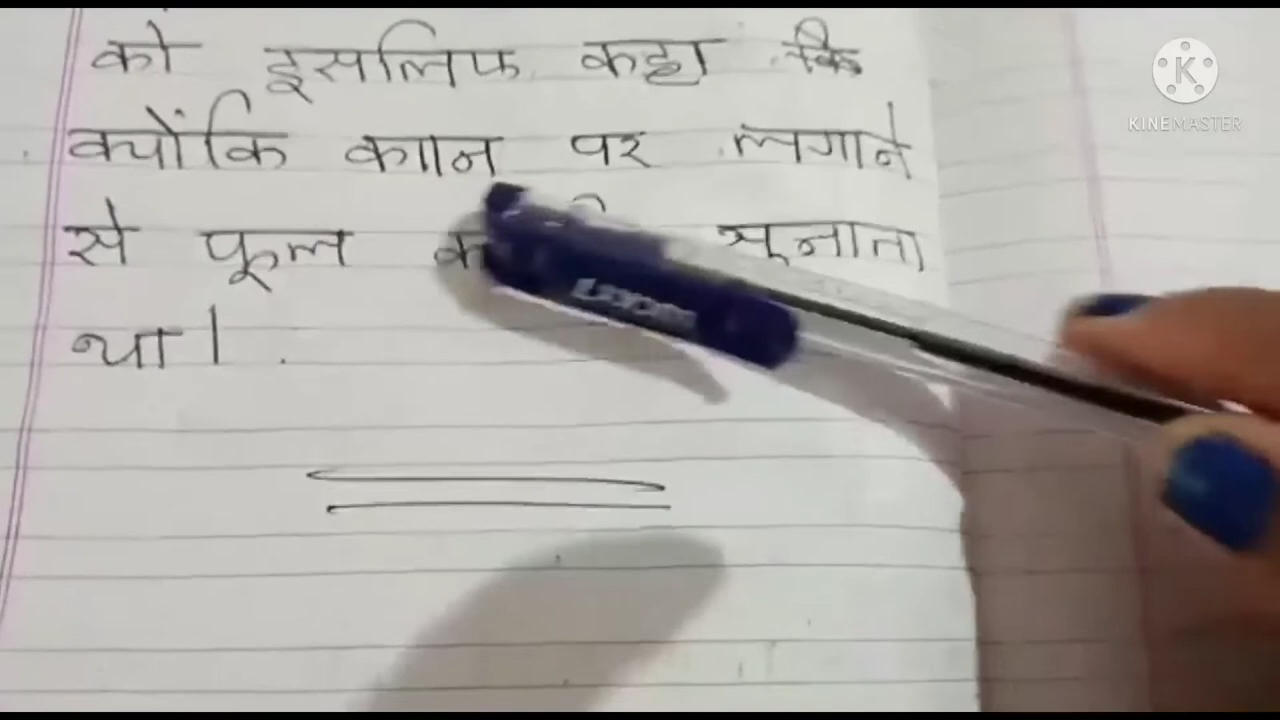 को इसलिए कहा
क्योंकि कान पर लगाने
से फूल सुनाता
था।
K
KINEMASTER